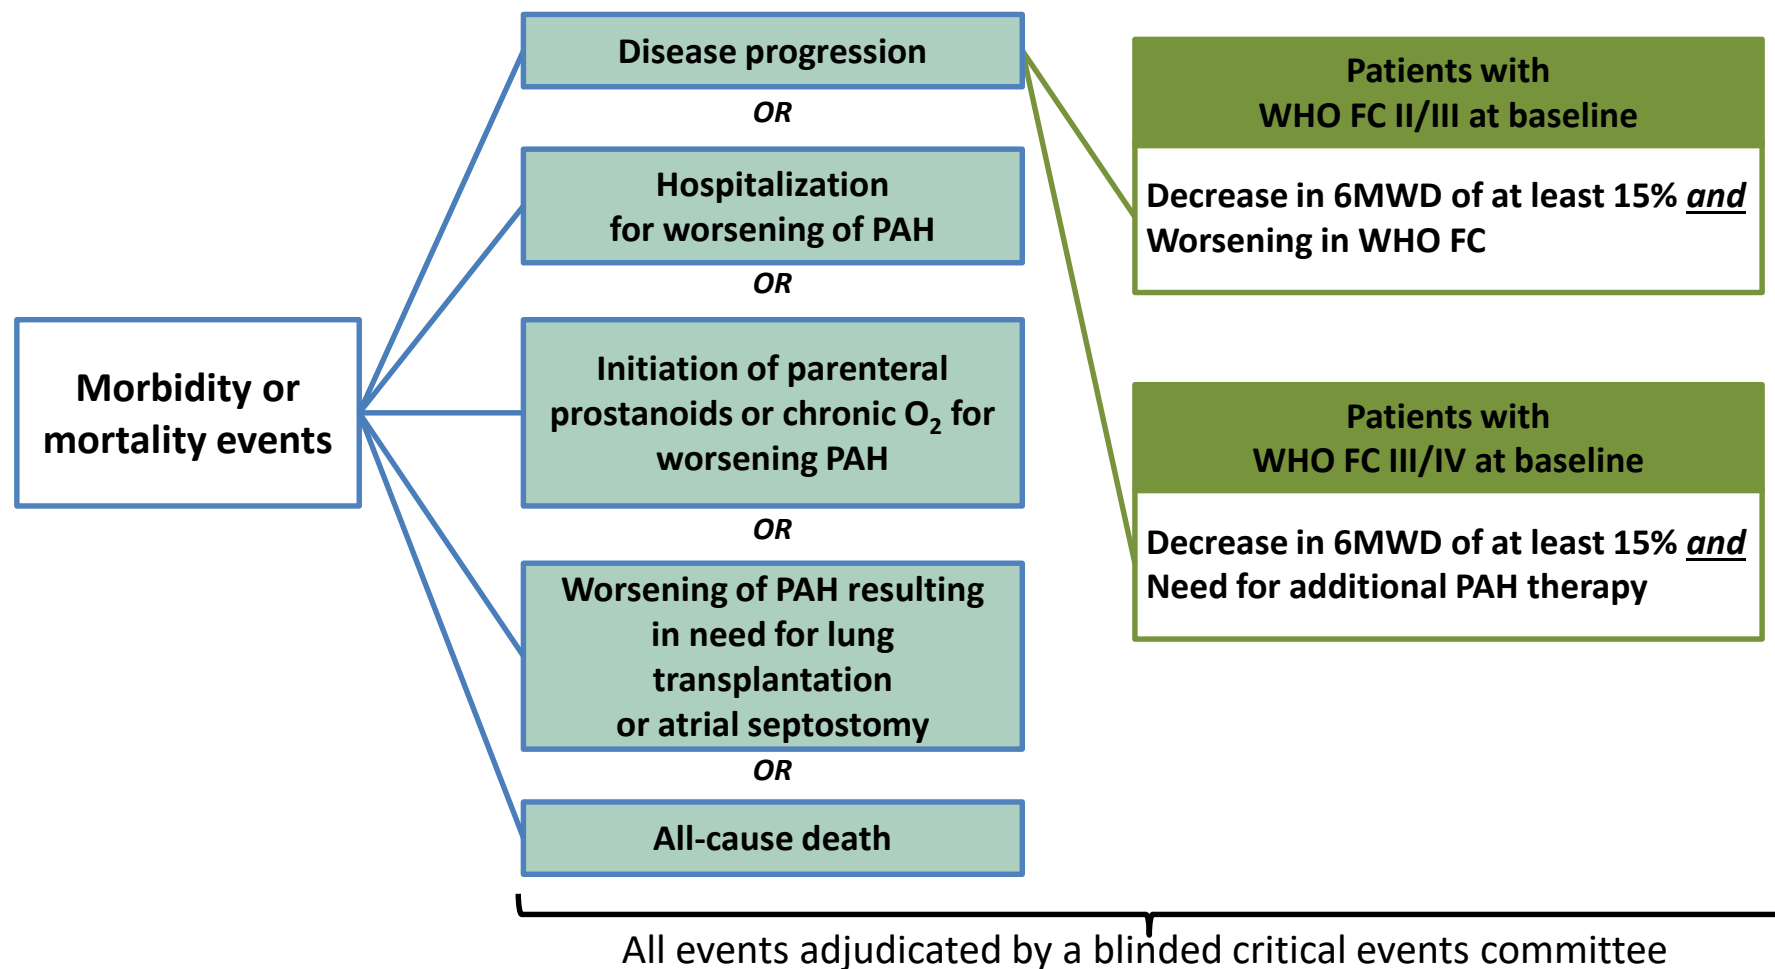 Morbidity or
mortality events
Disease progression
OR
Hospitalization
for worsening of PAH
OR
Initiation of parenteral
prostanoids or chronic O₂ for
worsening PAH
OR
Worsening of PAH resulting
in need for lung
transplantation
or atrial septostomy
OR
All-cause death
Patients with
WHO FC II/III at baseline
Decrease in 6MWD of at least 15% and
Worsening in WHO FC
Patients with
WHO FC III/IV at baseline
Decrease in 6MWD of at least 15% and
Need for additional PAH therapy
All events adjudicated by a blinded critical events committee